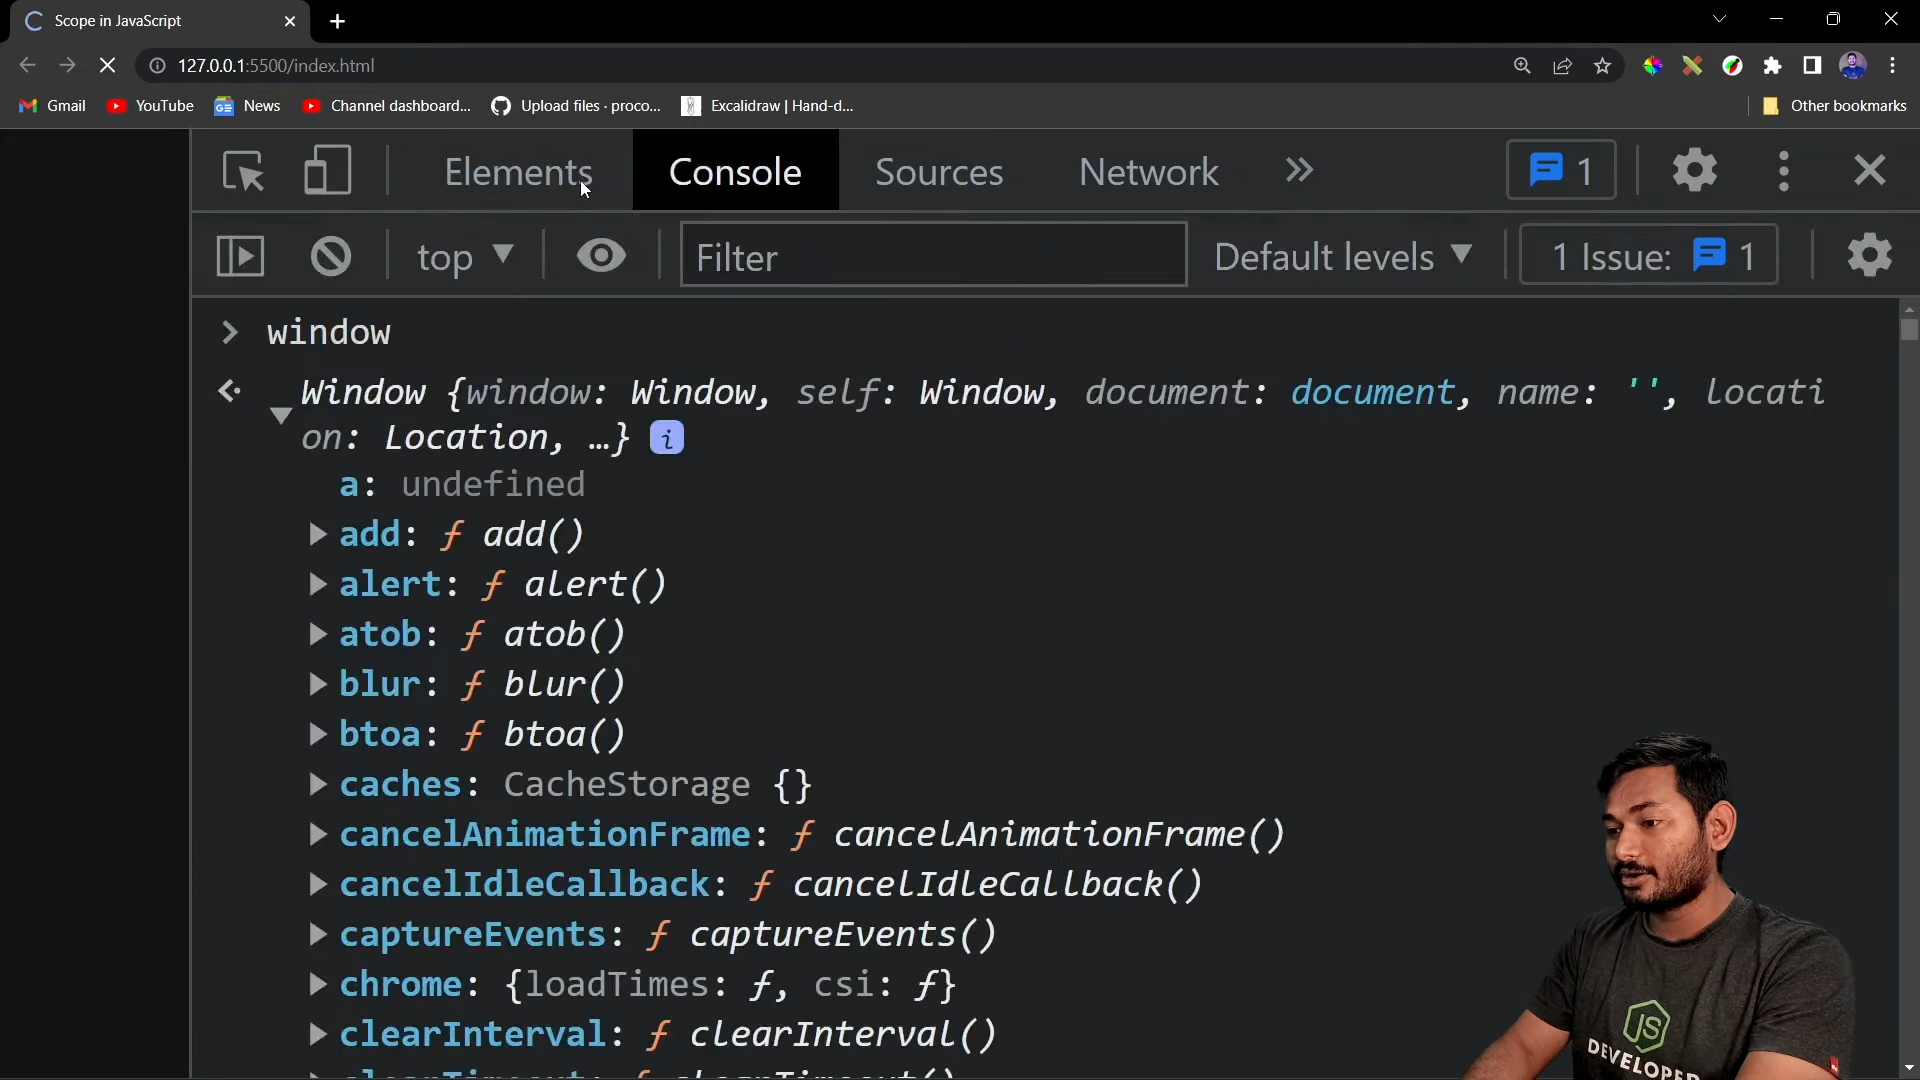 Scope in JavaScript
127.0.0.1:5500/index.html
Gmail YouTube News Channel dashboard... Upload files · proco... Excalidraw | Hand-d... Other bookmarks
Elements Console Sources Network 1
top Filter Default levels 1 Issue: 1
window
Window {window: Window, self: Window, document: document, name: '', locati
on: Location, …} i
a: undefined
add: ƒ add()
alert: ƒ alert()
atob: ƒ atob()
blur: ƒ blur()
btoa: ƒ btoa()
caches: CacheStorage {}
cancelAnimationFrame: ƒ cancelAnimationFrame()
cancelIdleCallback: ƒ cancelIdleCallback()
captureEvents: ƒ captureEvents()
chrome: {loadTimes: ƒ, csi: ƒ}
clearInterval: ƒ clearInterval()
JS
DEVELOPER